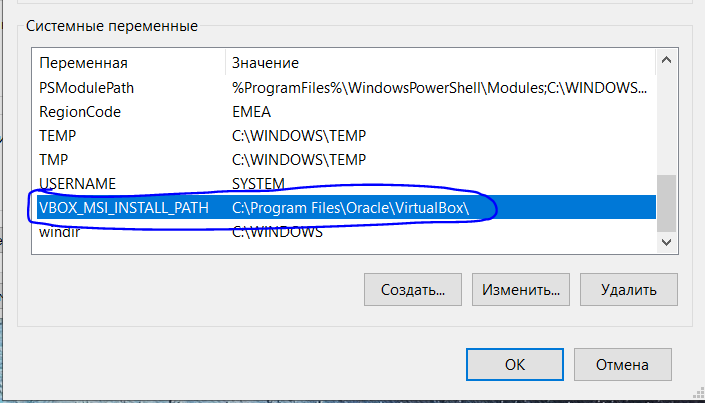 Системные переменные
Переменная Значение
PSModulePath %ProgramFiles%\WindowsPowerShell\Modules;C:\WINDOWS...
RegionCode EMEA
TEMP C:\WINDOWS\TEMP
TMP C:\WINDOWS\TEMP
USERNAME SYSTEM
VBOX_MSI_INSTALL_PATH C:\Program Files\Oracle\VirtualBox\
windir C:\WINDOWS
Создать... Изменить... Удалить
OK Отмена